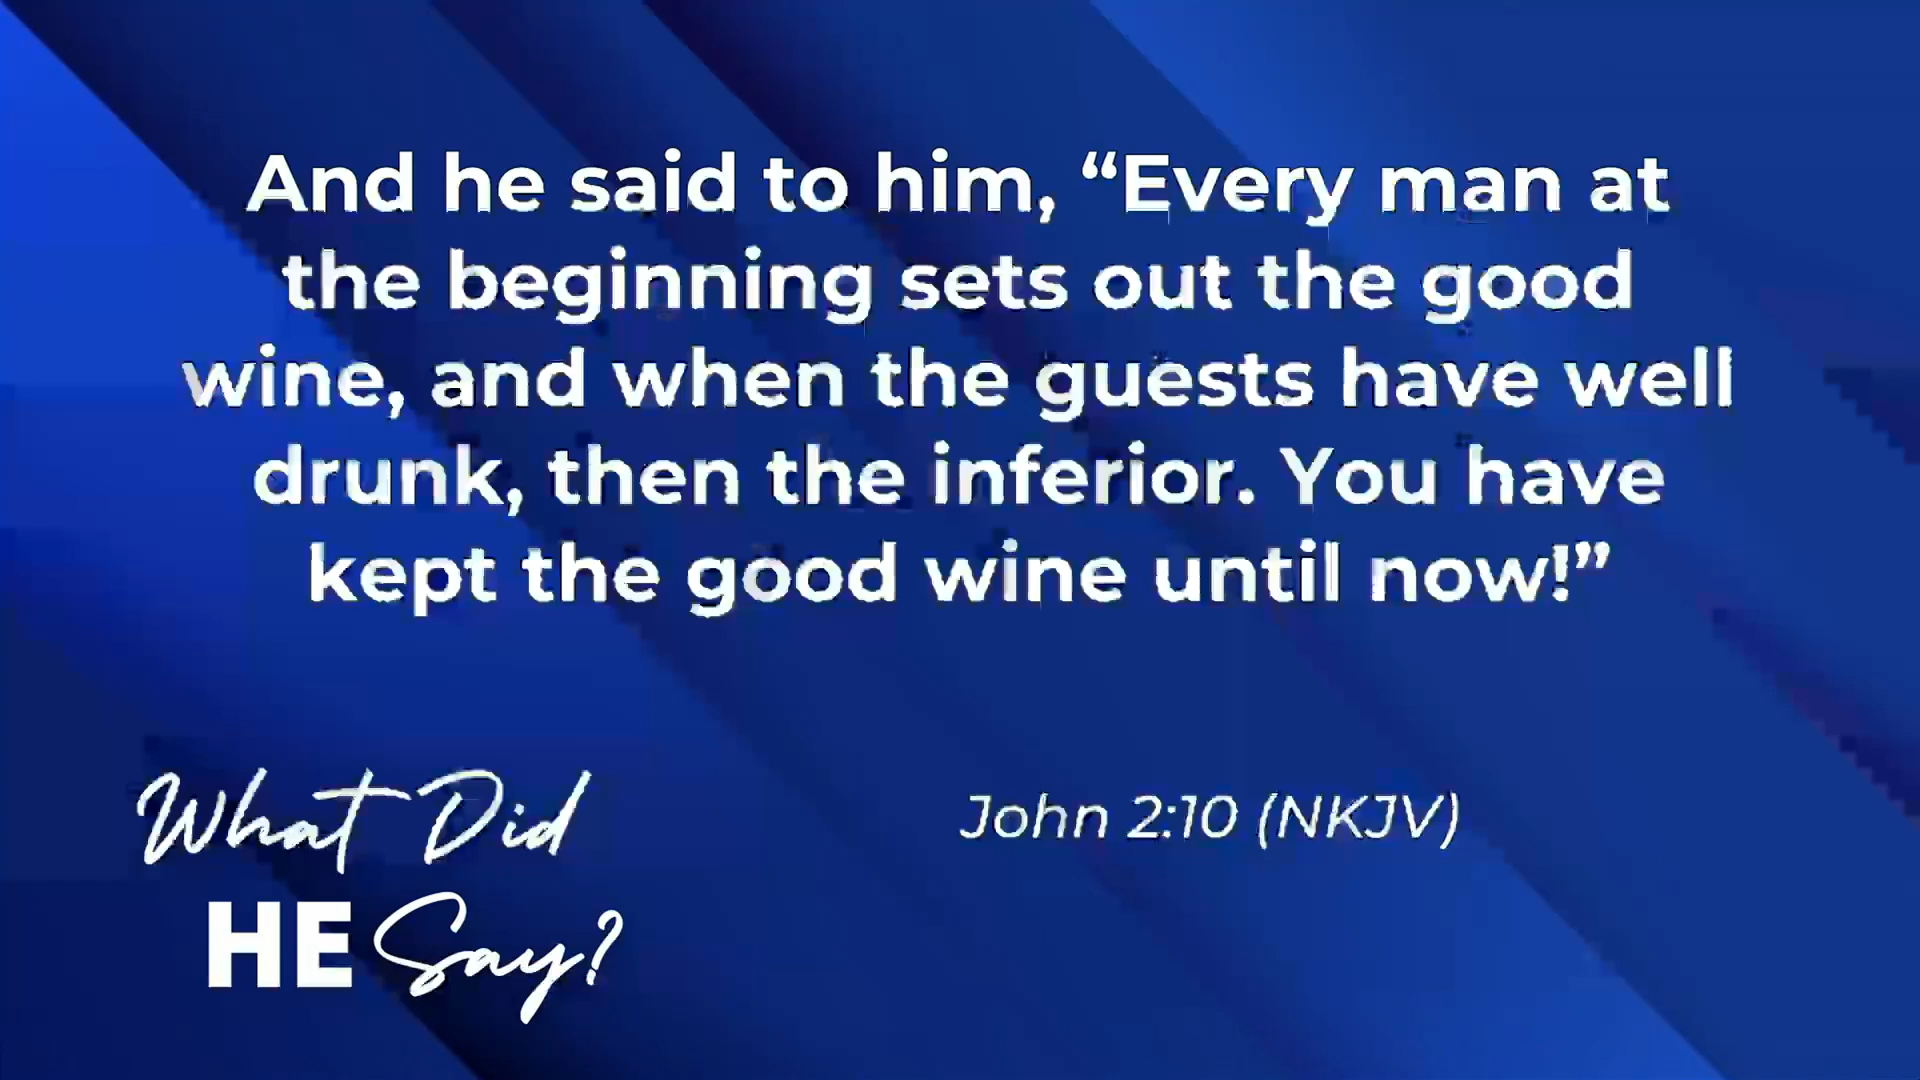 And he said to him, “Every man at
the beginning sets out the good
wine, and when the guests have well
drunk, then the inferior. You have
kept the good wine until now!”
John 2:10 (NKJV)
What Did
HE Say?